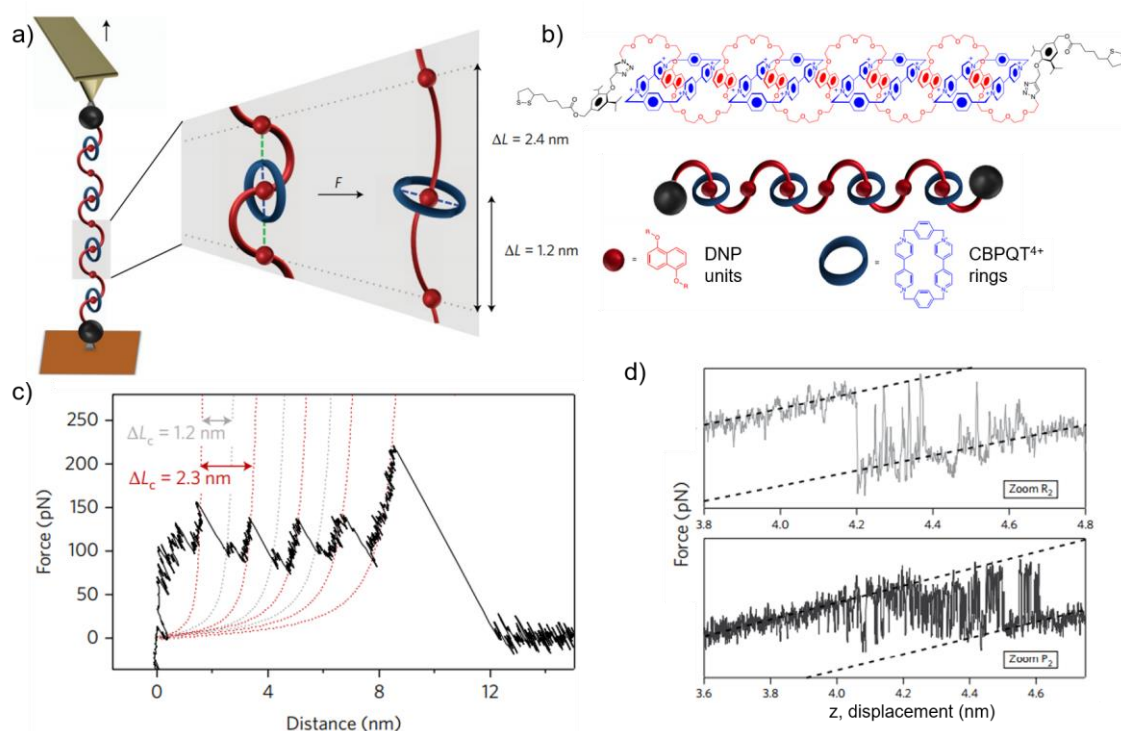 a)
F
ΔL = 2.4 nm
ΔL = 1.2 nm
b)
S-S
O
O
N=N
N
O
O
S-S
R
O
=
O
R
DNP
units
=
CBPQT4+
rings
c)
250
200
150
100
50
0
Force (pN)
ΔLc = 1.2 nm
ΔLc = 2.3 nm
0
4
8
12
Distance (nm)
d)
Force (pN)
Zoom R2
3.8
4.0
4.2
4.4
4.6
4.8
Zoom P2
3.6
4.0
4.2
4.4
4.6
z, displacement (nm)